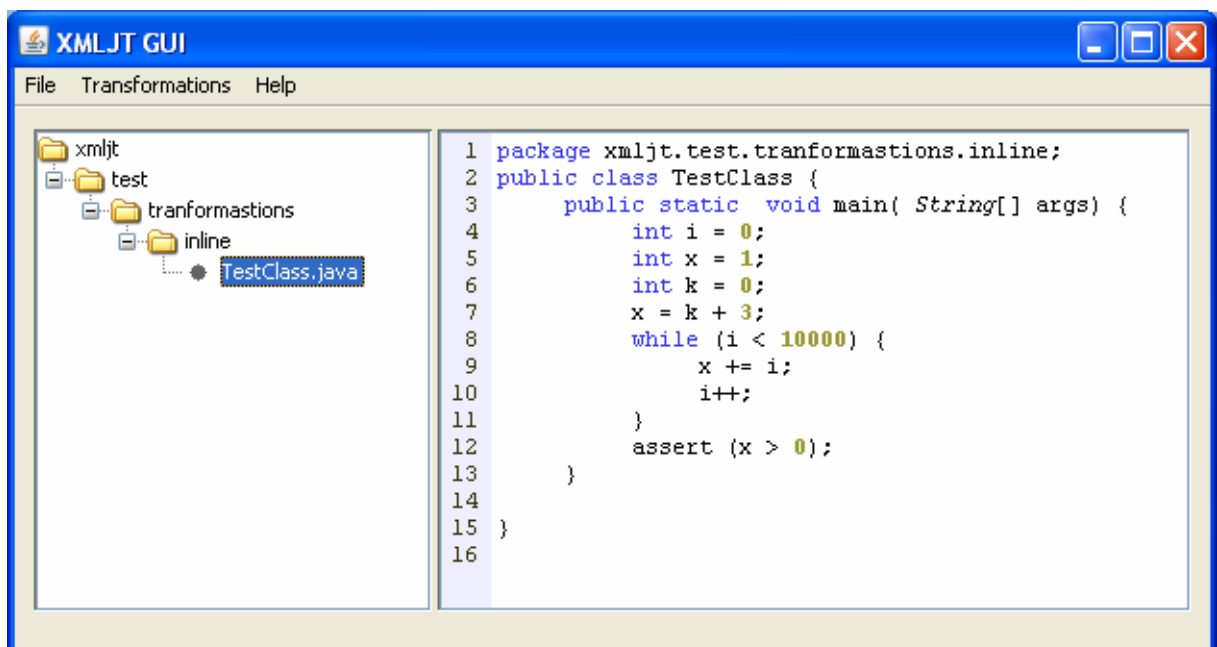 XMLJT GUI
File Transformations Help
xmljt
test
tranformastions
inline
TestClass.java
1 package xmljt.test.tranformastions.inline;
2 public class TestClass {
3 public static void main( String[] args) {
4 int i = 0;
5 int x = 1;
6 int k = 0;
7 x = k + 3;
8 while (i < 10000) {
9 x += i;
10 i++;
11 }
12 assert (x > 0);
13 }
14
15 }
16